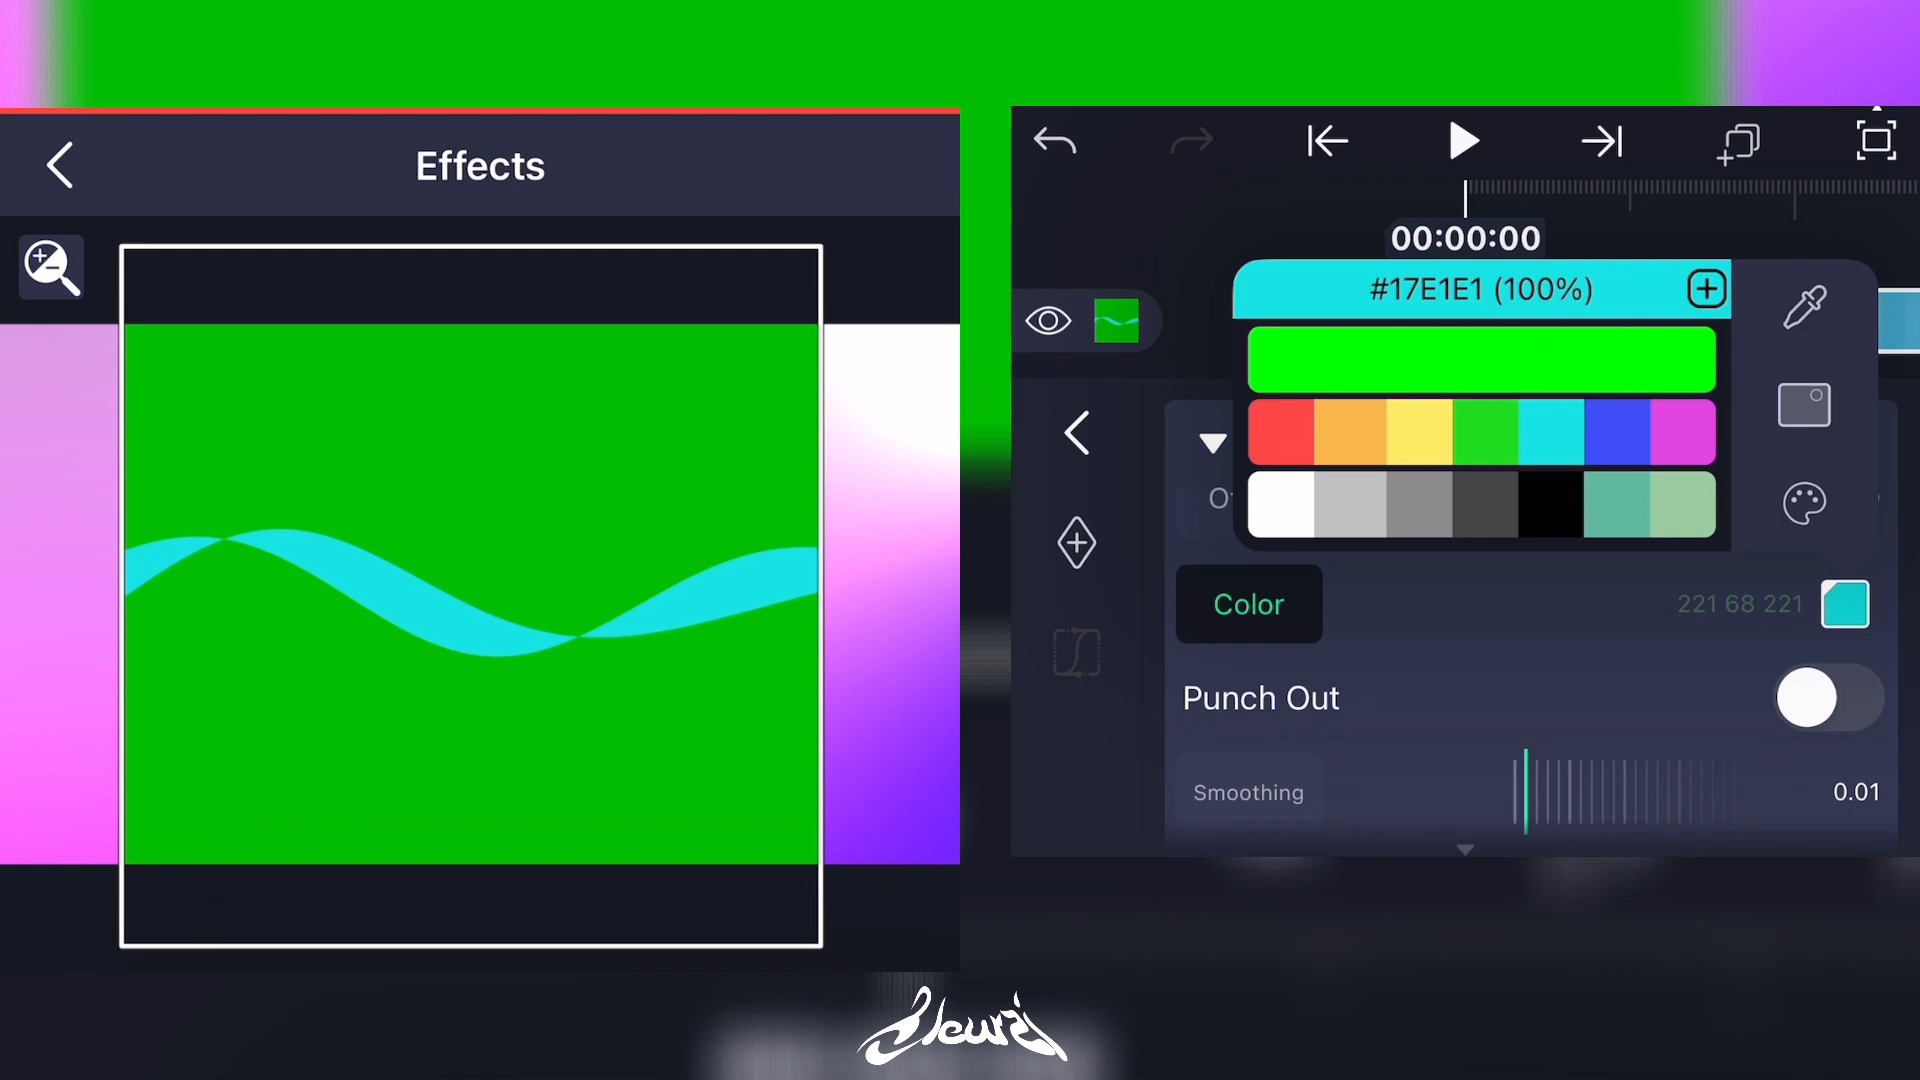 Effects
00:00:00
#17E1E1 (100%)
Color
221 68 221
Punch Out
Smoothing
0.01